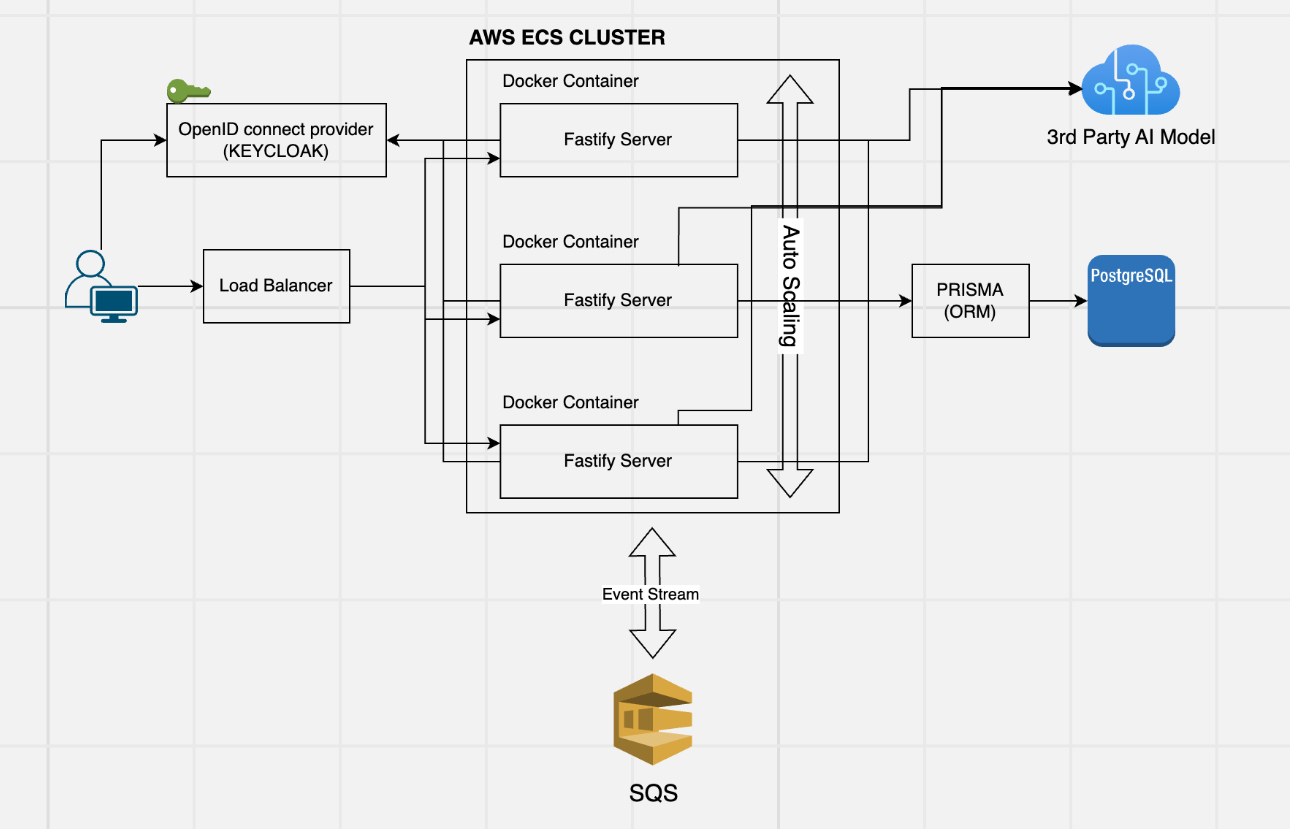 AWS ECS CLUSTER
Docker Container
OpenID connect provider
(KEYCLOAK)
Fastify Server
3rd Party AI Model
Docker Container
Load Balancer
Fastify Server
Auto Scaling
PRISMA
(ORM)
PostgreSQL
Docker Container
Fastify Server
Event Stream
SQS